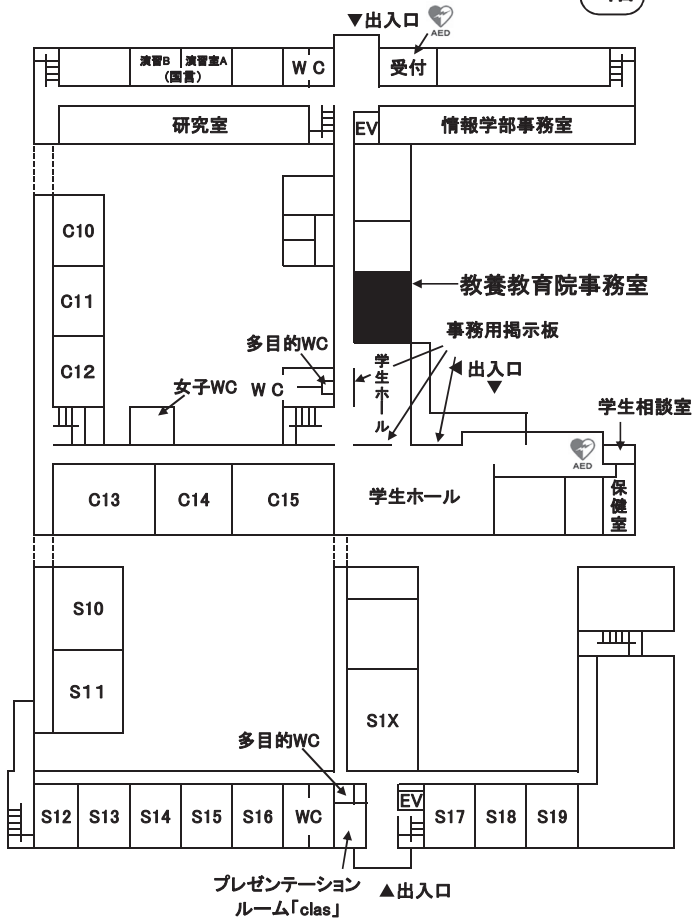 ▼出入口
AED
演習B 演習室A
(国言)
WC
受付
研究室
EV
情報学部事務室
C10
C11
C12
教養教育院事務室
事務用掲示板
多目的WC
学生ホール
◀出入口
▼
女子WC
WC
学生相談室
AED
C13
C14
C15
学生ホール
保健室
S10
S11
S1X
多目的WC
S12
S13
S14
S15
S16
WC
EV
S17
S18
S19
プレゼンテーション
ルーム「clas」
▲出入口